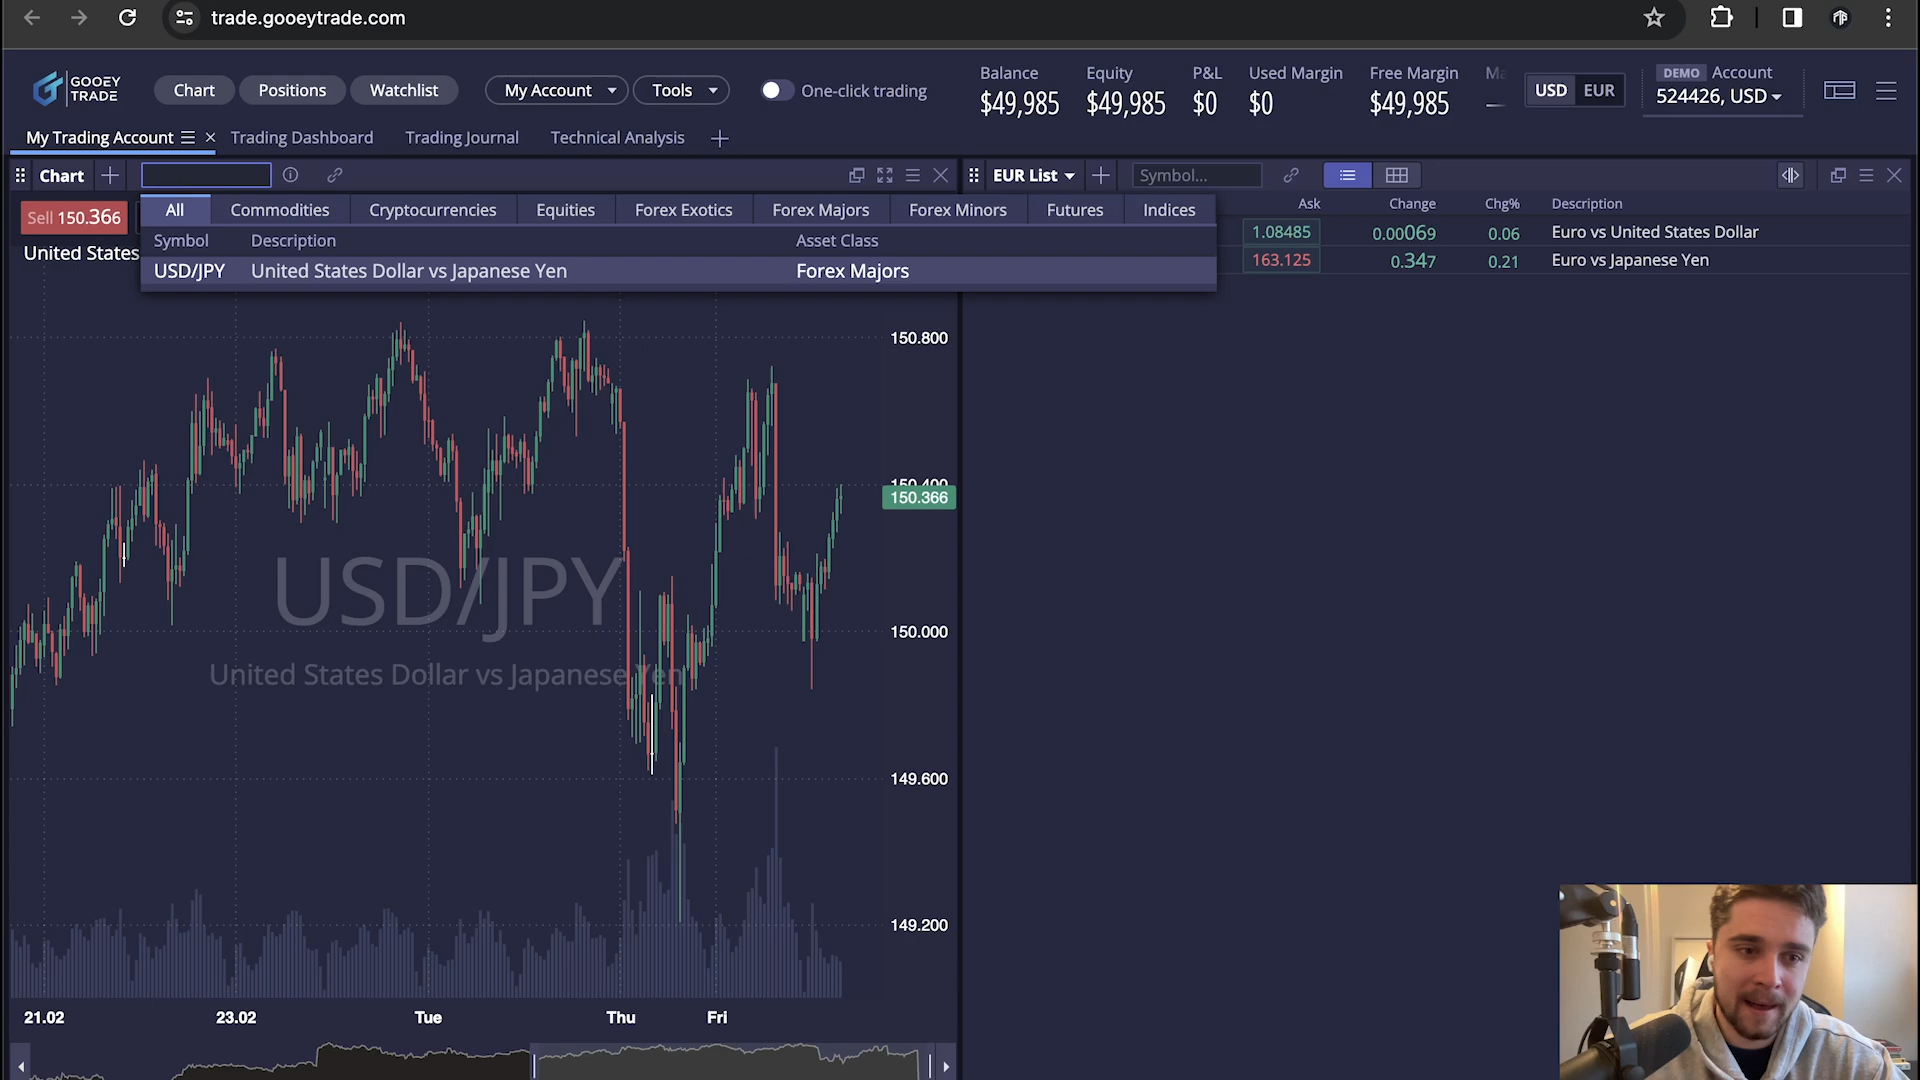 trade.gooeytrade.com
GOOEY TRADE
Chart
Positions
Watchlist
My Account
Tools
One-click trading
Balance
$49,985
Equity
$49,985
P&L
$0
Used Margin
$0
Free Margin
$49,985
USD
EUR
DEMO Account
524426, USD
My Trading Account
Trading Dashboard
Trading Journal
Technical Analysis
Chart
EUR List
Symbol...
Sell 150.366
All
Commodities
Cryptocurrencies
Equities
Forex Exotics
Forex Majors
Forex Minors
Futures
Indices
Ask
Change
Chg%
Description
United States
Symbol
Description
Asset Class
1.08485
0.00069
0.06
Euro vs United States Dollar
USD/JPY
United States Dollar vs Japanese Yen
Forex Majors
163.125
0.347
0.21
Euro vs Japanese Yen
150.800
150.400
150.366
USD/JPY
United States Dollar vs Japanese Yen
150.000
149.600
149.200
21.02
23.02
Tue
Thu
Fri